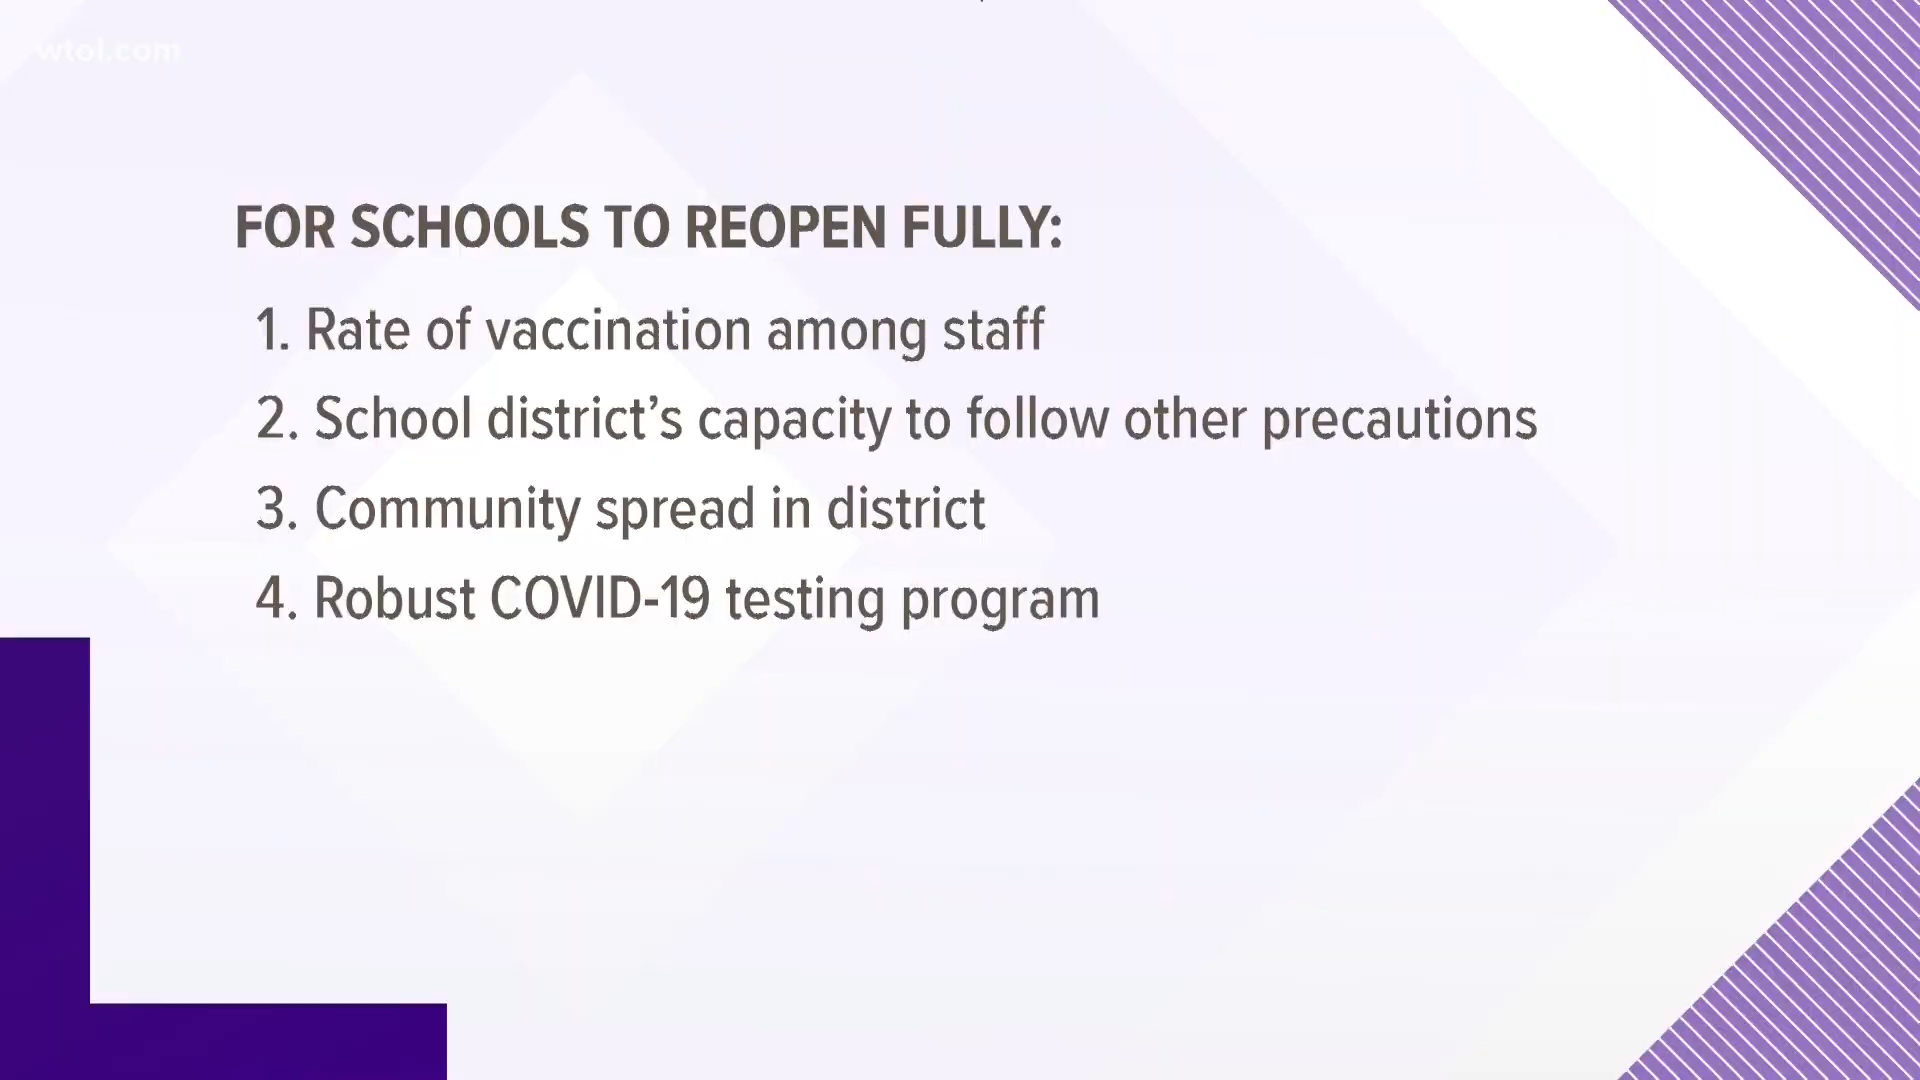 wtol.com
FOR SCHOOLS TO REOPEN FULLY:
1. Rate of vaccination among staff
2. School district’s capacity to follow other precautions
3. Community spread in district
4. Robust COVID-19 testing program